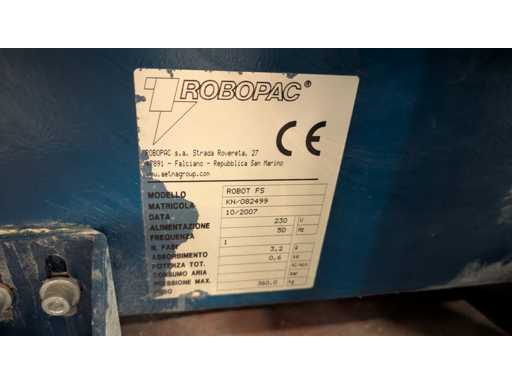 ROBOPAC®
ROBOPAC s.a. Strada Rovereta, 27
47891 - Falciano - Repubblica San Marino
www.aetnagroup.com
CE
MODELLO ROBOT FS
MATRICOLA KN/082499
DATA 10/2007
ALIMENTAZIONE 230 V
FREQUENZA 50 Hz
N. FASI 1
ASSORBIMENTO 3,2 A
POTENZA TOT. 0,6 kW
CONSUMO ARIA
PRESSIONE MAX. bar
PESO 360.0 kg